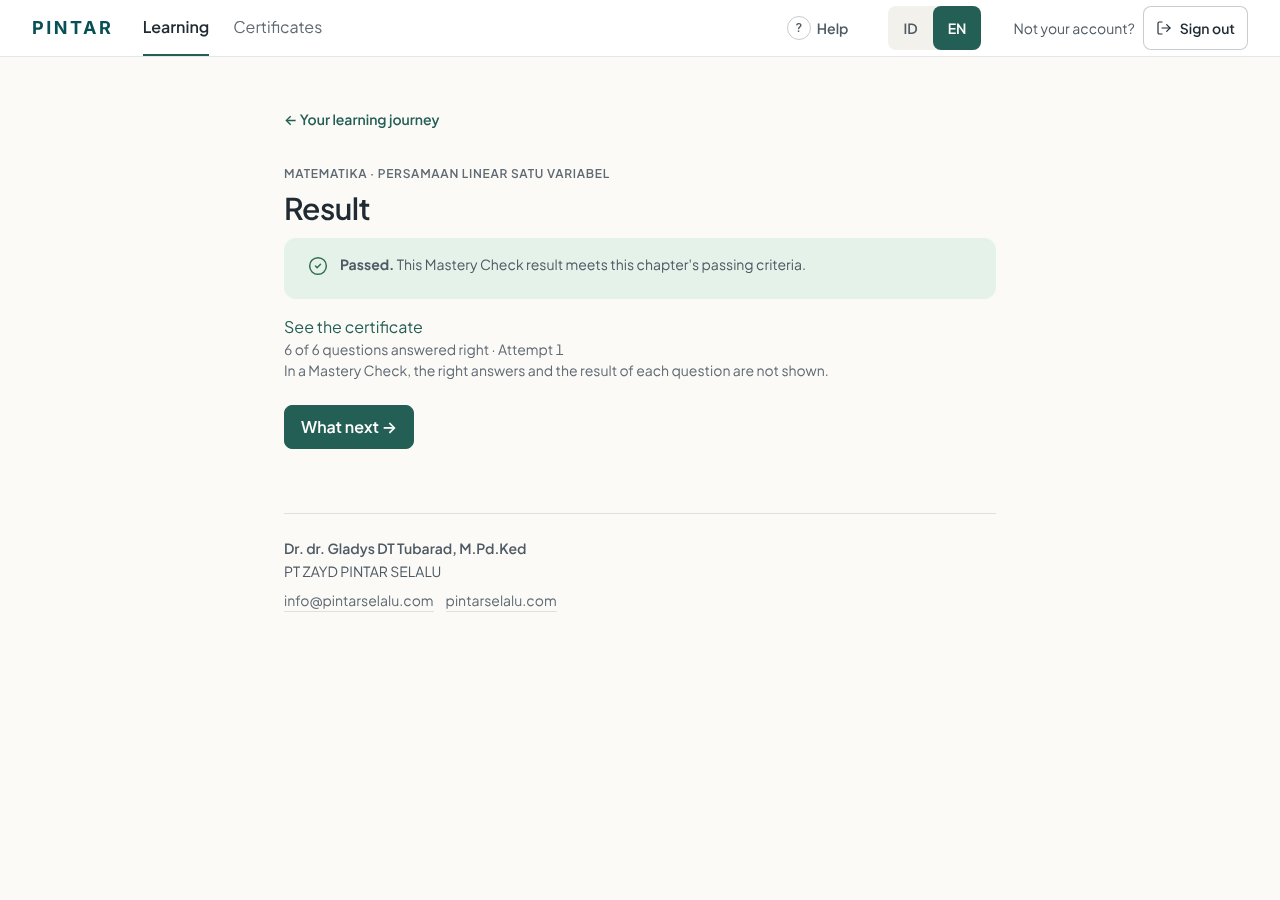 PINTAR
Learning
Certificates
? Help
ID
EN
Not your account?
Sign out
← Your learning journey
MATEMATIKA · PERSAMAAN LINEAR SATU VARIABEL
Result
Passed. This Mastery Check result meets this chapter's passing criteria.
See the certificate
6 of 6 questions answered right · Attempt 1
In a Mastery Check, the right answers and the result of each question are not shown.
What next →
Dr. dr. Gladys DT Tubarad, M.Pd.Ked
PT ZAYD PINTAR SELALU
info@pintarselalu.com pintarselalu.com